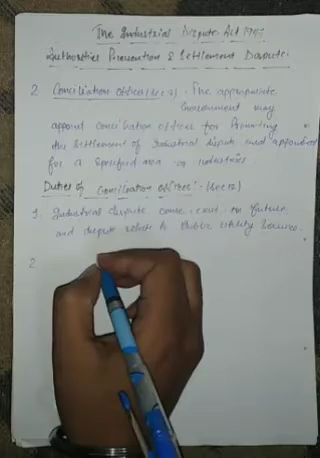 The Industrial Dispute Act 1947
Authorities Prevention & Settlement Dispute.
2 Conciliation officer (sec 4). The appropriate
Government may
appoint Conciliation officer for Promoting
the settlement of Industrial dispute and appointed
for a specified area or industries.
Duties of Conciliation officer: (sec 12)
1. Industrial dispute exist, or future
and dispute relate to Public utility service.
2